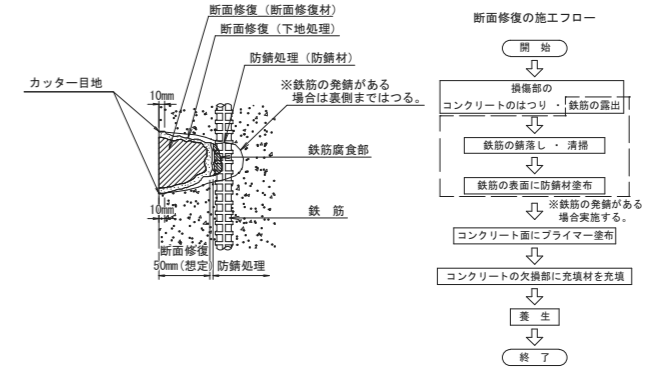 断面修復（断面修復材）
断面修復（下地処理）
防錆処理（防錆材）
カッター目地
10mm
※鉄筋の発錆がある
場合は裏側まではつる。
鉄筋腐食部
鉄　筋
10mm
断面修復
50mm(想定)
防錆処理
断面修復の施工フロー
開　始
損傷部の
コンクリートのはつり ・ 鉄筋の露出
鉄筋の錆落し ・ 清掃
鉄筋の表面に防錆材塗布
※鉄筋の発錆がある
場合実施する。
コンクリート面にプライマー塗布
コンクリートの欠損部に充填材を充填
養　生
終　了